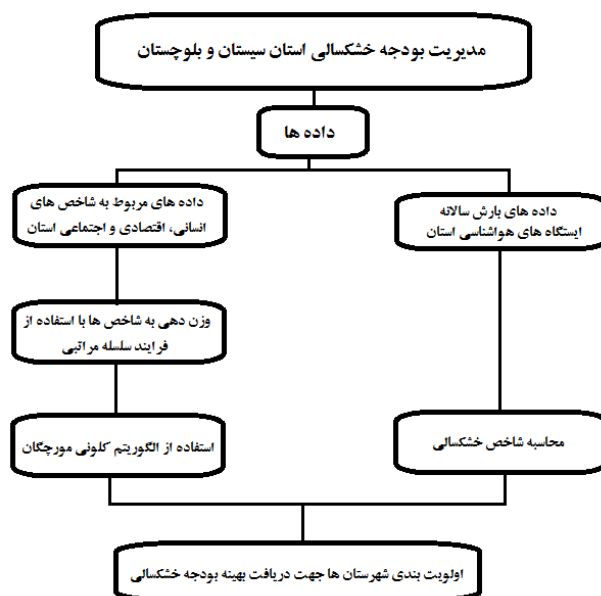 مدیریت بودجه خشکسالی استان سیستان و بلوچستان
داده ها
داده های بارش سالانه
ایستگاه های هواشناسی استان
داده های مربوط به شاخص های
انسانی، اقتصادی و اجتماعی استان
وزن دهی به شاخص ها با استفاده از
فرایند سلسله مراتبی
محاسبه شاخص خشکسالی
استفاده از الگوریتم کلونی مورچگان
اولویت بندی شهرستان ها جهت دریافت بهینه بودجه خشکسالی